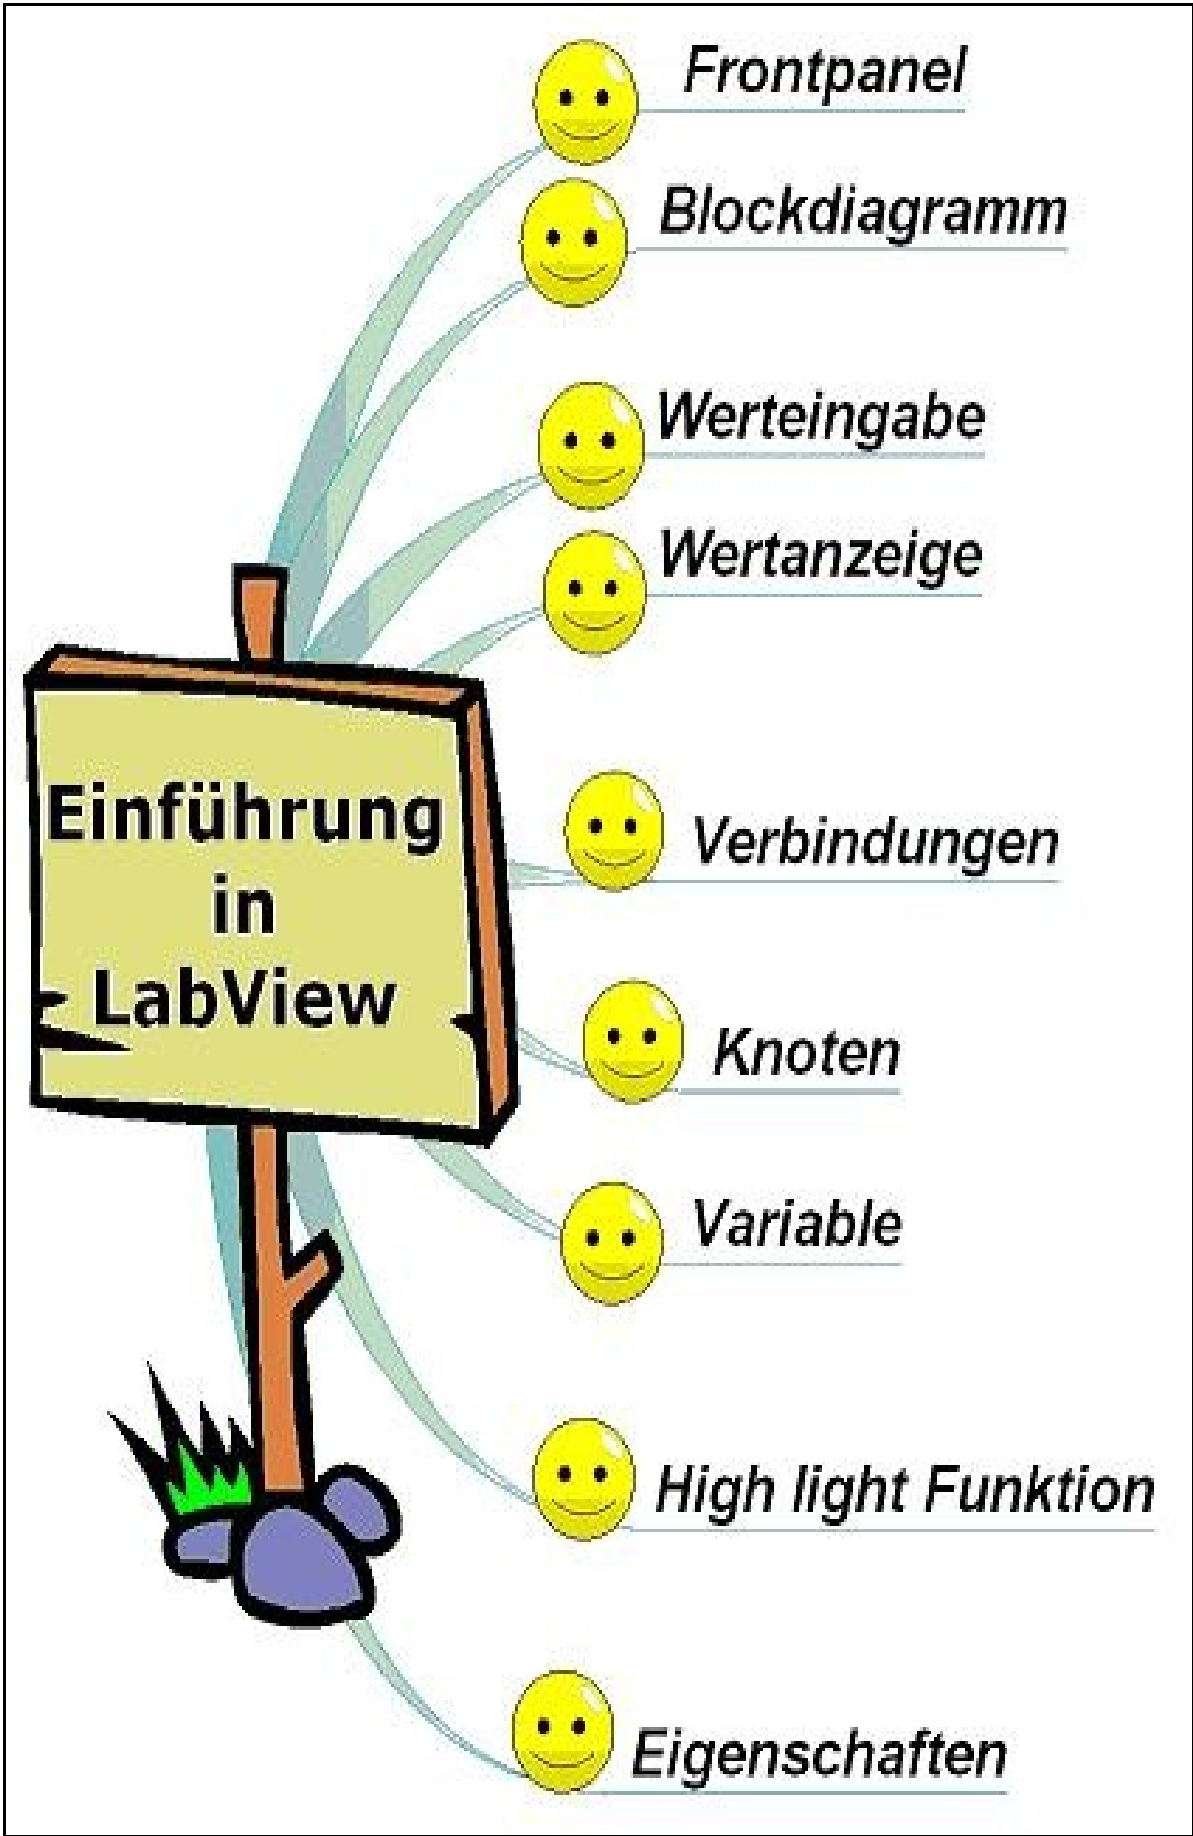 Frontpanel
Blockdiagramm
Werteingabe
Wertanzeige
Einführung
in
LabView
Verbindungen
Knoten
Variable
High light Funktion
Eigenschaften